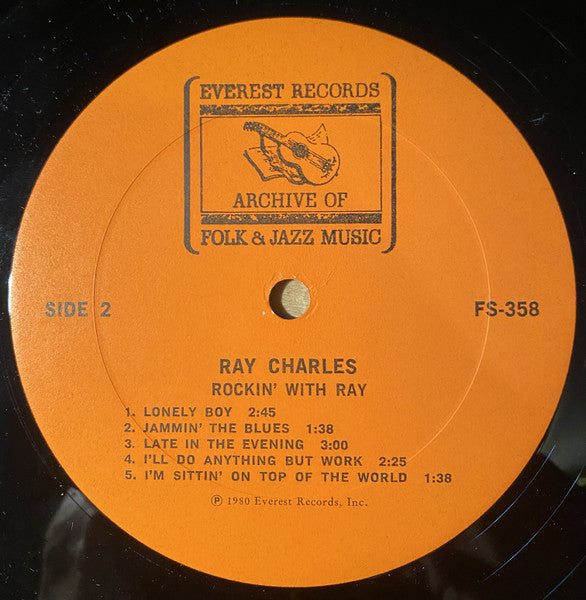 EVEREST RECORDS
ARCHIVE OF
FOLK & JAZZ MUSIC
SIDE 2
FS-358
RAY CHARLES
ROCKIN' WITH RAY
1. LONELY BOY 2:45
2. JAMMIN' THE BLUES 1:38
3. LATE IN THE EVENING 3:00
4. I'LL DO ANYTHING BUT WORK 2:25
5. I'M SITTIN' ON TOP OF THE WORLD 1:38
℗ 1980 Everest Records, Inc.